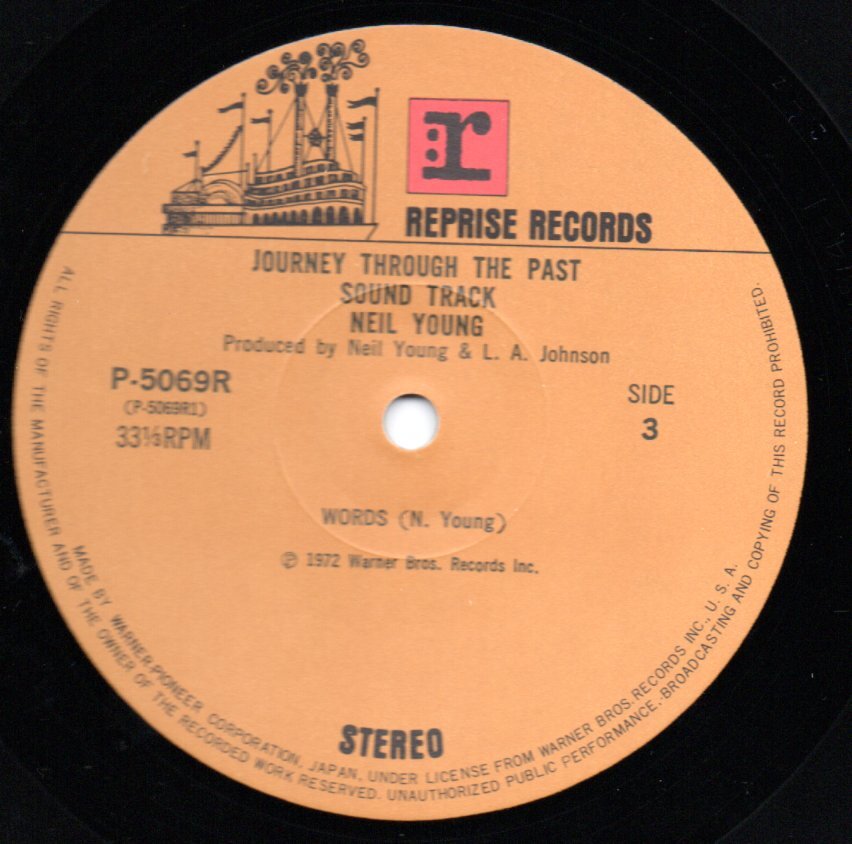 r
REPRISE RECORDS
JOURNEY THROUGH THE PAST
SOUND TRACK
NEIL YOUNG
Produced by Neil Young & L. A. Johnson
P-5069R
(P-5069R1)
33⅓RPM
SIDE
3
WORDS (N. Young)
Ⓟ 1972 Warner Bros. Records Inc.
STEREO
MADE BY WARNER-PIONEER CORPORATION, JAPAN, UNDER LICENSE FROM WARNER BROS. RECORDS INC., U. S. A.
ALL RIGHTS OF THE MANUFACTURER AND OF THE OWNER OF THE RECORDED WORK RESERVED. UNAUTHORIZED PUBLIC PERFORMANCE. BROADCASTING AND COPYING OF THIS RECORD PROHIBITED.